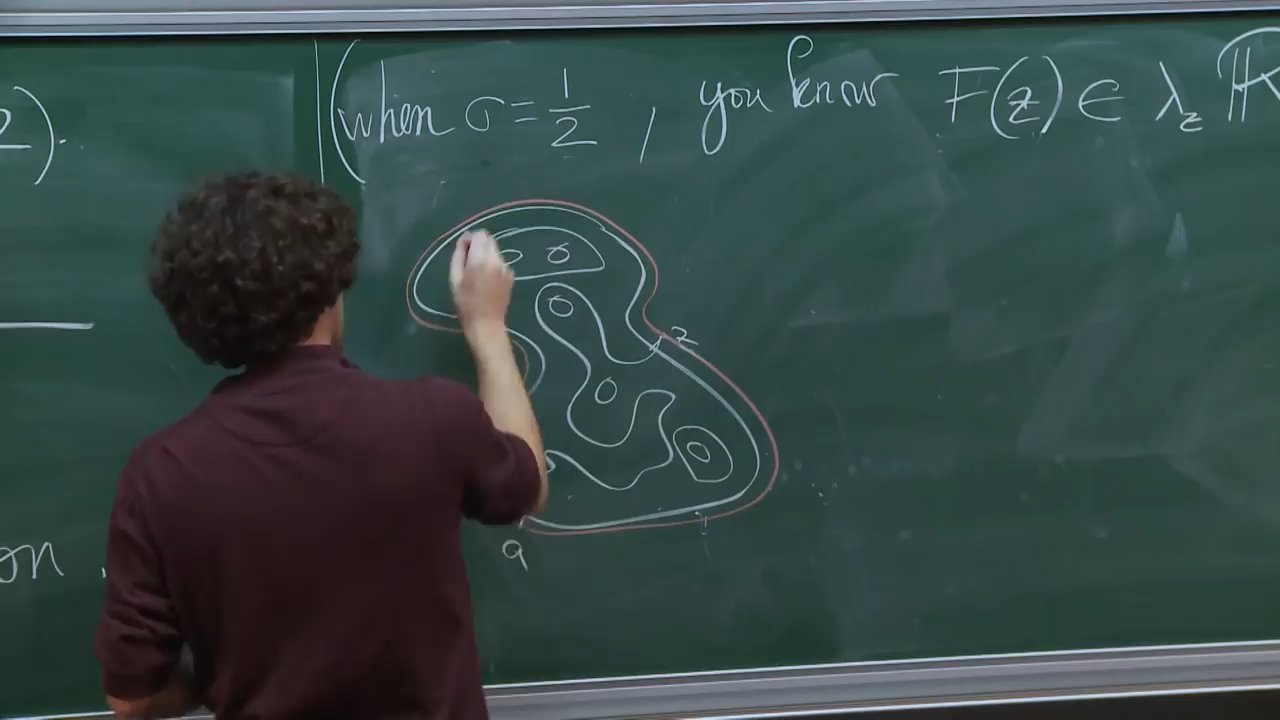 2).
(when σ = 1/2, you know F(z) ∈ λ_z ℝ
z
a
on.